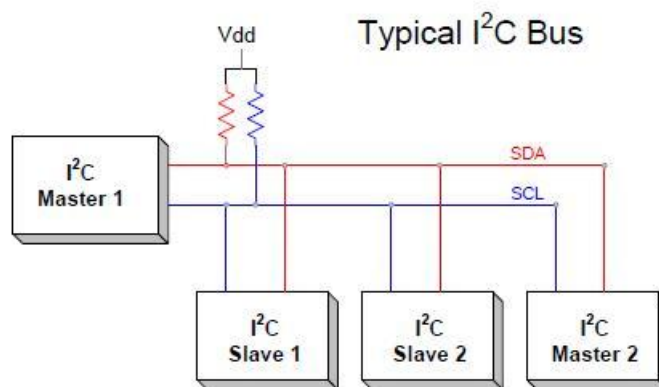 Typical I²C Bus
Vdd
SDA
SCL
I²C
Master 1
I²C
Slave 1
I²C
Slave 2
I²C
Master 2